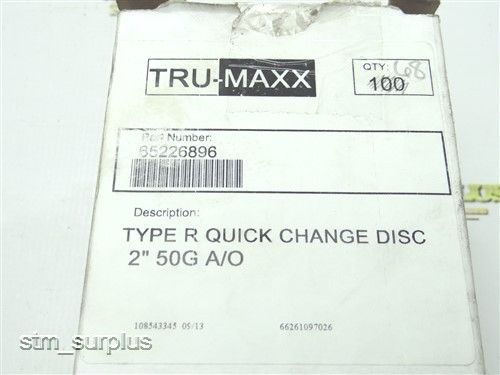 TRU-MAXX
QTY: 68
100
Part Number:
65226896
Description:
TYPE R QUICK CHANGE DISC
2" 50G A/O
108543345 05/13 66261097026
stm_surplus